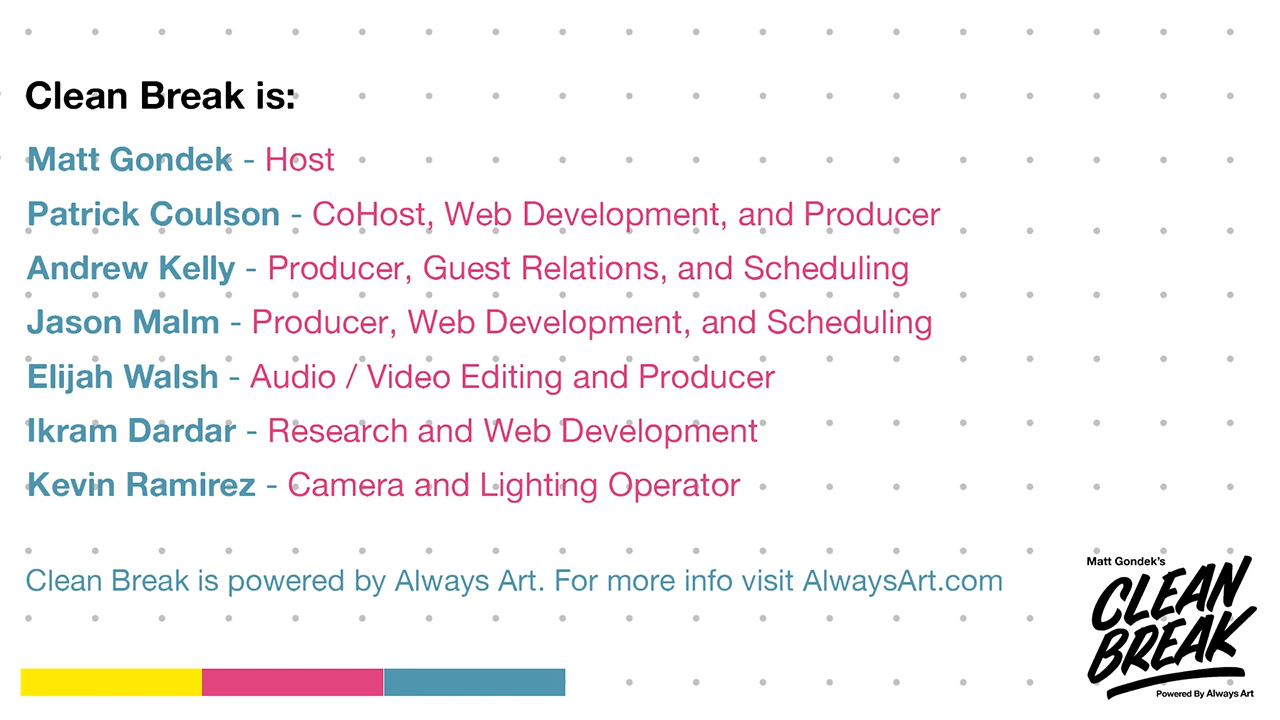 Clean Break is:
Matt Gondek - Host
Patrick Coulson - CoHost, Web Development, and Producer
Andrew Kelly - Producer, Guest Relations, and Scheduling
Jason Malm - Producer, Web Development, and Scheduling
Elijah Walsh - Audio / Video Editing and Producer
Ikram Dardar - Research and Web Development
Kevin Ramirez - Camera and Lighting Operator
Clean Break is powered by Always Art. For more info visit AlwaysArt.com
Matt Gondek's
CLEAN
BREAK
Powered By Always Art